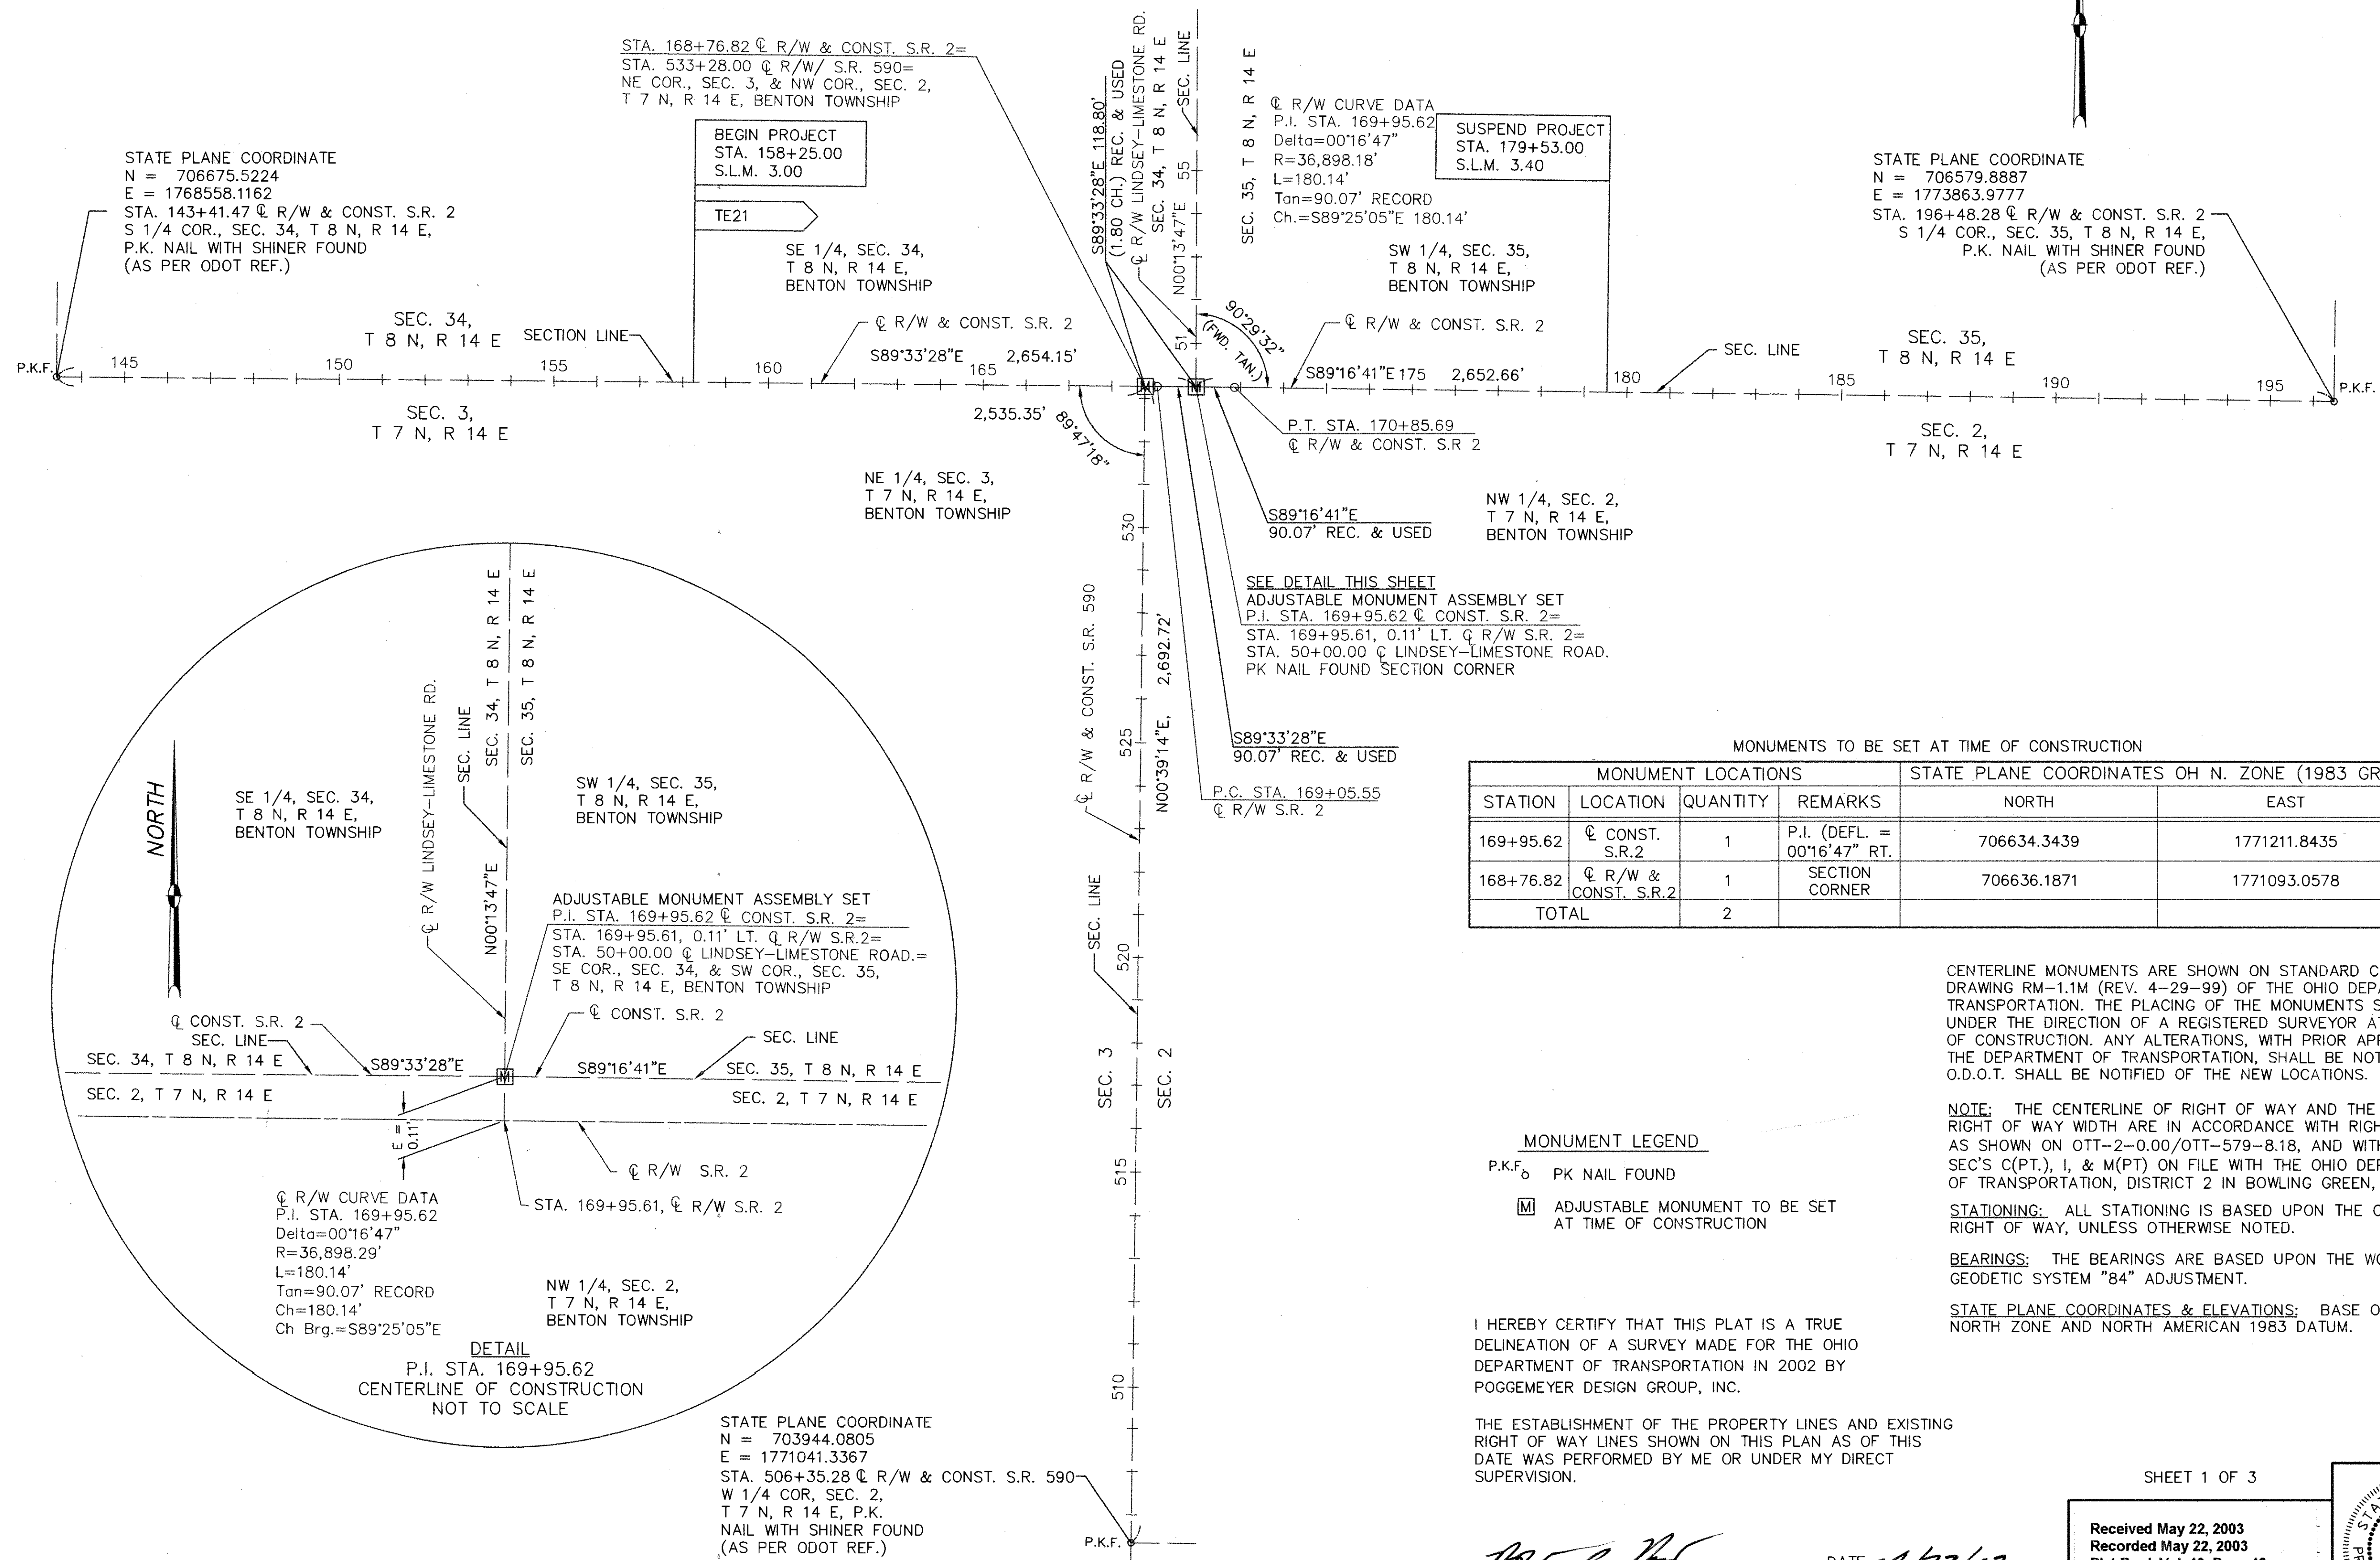 STA. 168+76.82 ℄ R/W & CONST. S.R. 2=
STA. 533+28.00 ℄ R/W/ S.R. 590=
NE COR., SEC. 3, & NW COR., SEC. 2,
T 7 N, R 14 E, BENTON TOWNSHIP
STATE PLANE COORDINATE
N = 706675.5224
E = 1768558.1162
STA. 143+41.47 ℄ R/W & CONST. S.R. 2
S 1/4 COR., SEC. 34, T 8 N, R 14 E,
P.K. NAIL WITH SHINER FOUND
(AS PER ODOT REF.)
BEGIN PROJECT
STA. 158+25.00
S.L.M. 3.00
TE21
SE 1/4, SEC. 34,
T 8 N, R 14 E,
BENTON TOWNSHIP
S89°33'28"E 118.80'
(1.80 CH.) REC. & USED
℄ R/W LINDSEY-LIMESTONE RD.
SEC. 34, T 8 N, R 14 E
SEC. LINE
N00°13'47"E
55
51
SEC. 35, T 8 N, R 14 E
℄ R/W CURVE DATA
P.I. STA. 169+95.62
Delta=00°16'47"
R=36,898.18'
L=180.14'
Tan=90.07' RECORD
Ch.=S89°25'05"E 180.14'
SUSPEND PROJECT
STA. 179+53.00
S.L.M. 3.40
SW 1/4, SEC. 35,
T 8 N, R 14 E,
BENTON TOWNSHIP
STATE PLANE COORDINATE
N = 706579.8887
E = 1773863.9777
STA. 196+48.28 ℄ R/W & CONST. S.R. 2
S 1/4 COR., SEC. 35, T 8 N, R 14 E,
P.K. NAIL WITH SHINER FOUND
(AS PER ODOT REF.)
SEC. 34,
T 8 N, R 14 E
SECTION LINE
℄ R/W & CONST. S.R. 2
S89°33'28"E 2,654.15'
90°29'32"
(FWD. TAN.)
℄ R/W & CONST. S.R. 2
S89°16'41"E 175 2,652.66'
SEC. LINE
SEC. 35,
T 8 N, R 14 E
P.K.F. 145 150 155 160 165 180 185 190 195 P.K.F.
SEC. 3,
T 7 N, R 14 E
2,535.35'
89°47'18"
P.T. STA. 170+85.69
℄ R/W & CONST. S.R 2
SEC. 2,
T 7 N, R 14 E
NE 1/4, SEC. 3,
T 7 N, R 14 E,
BENTON TOWNSHIP
S89°16'41"E
90.07' REC. & USED
NW 1/4, SEC. 2,
T 7 N, R 14 E,
BENTON TOWNSHIP
SEE DETAIL THIS SHEET
ADJUSTABLE MONUMENT ASSEMBLY SET
P.I. STA. 169+95.62 ℄ CONST. S.R. 2=
STA. 169+95.61, 0.11' LT. ℄ R/W S.R. 2=
STA. 50+00.00 ℄ LINDSEY-LIMESTONE ROAD.
PK NAIL FOUND SECTION CORNER
S89°33'28"E
90.07' REC. & USED
P.C. STA. 169+05.55
℄ R/W S.R. 2
530
525
520
515
510
℄ R/W & CONST. S.R. 590
N00°39'14"E, 2,692.72'
SEC. LINE
SEC. 3
SEC. 2
NORTH
SE 1/4, SEC. 34,
T 8 N, R 14 E,
BENTON TOWNSHIP
℄ R/W LINDSEY-LIMESTONE RD.
SEC. LINE
SEC. 34, T 8 N, R 14 E
SEC. 35, T 8 N, R 14 E
N00°13'47"E
SW 1/4, SEC. 35,
T 8 N, R 14 E,
BENTON TOWNSHIP
ADJUSTABLE MONUMENT ASSEMBLY SET
P.I. STA. 169+95.62 ℄ CONST. S.R. 2=
STA. 169+95.61, 0.11' LT. ℄ R/W S.R.2=
STA. 50+00.00 ℄ LINDSEY-LIMESTONE ROAD.=
SE COR., SEC. 34, & SW COR., SEC. 35,
T 8 N, R 14 E, BENTON TOWNSHIP
℄ CONST. S.R. 2
℄ CONST. S.R. 2
SEC. LINE
SEC. LINE
SEC. 34, T 8 N, R 14 E
S89°33'28"E
S89°16'41"E
SEC. 35, T 8 N, R 14 E
SEC. 2, T 7 N, R 14 E
SEC. 2, T 7 N, R 14 E
E =
0.11'
℄ R/W S.R. 2
STA. 169+95.61, ℄ R/W S.R. 2
℄ R/W CURVE DATA
P.I. STA. 169+95.62
Delta=00°16'47"
R=36,898.29'
L=180.14'
Tan=90.07' RECORD
Ch=180.14'
Ch Brg.=S89°25'05"E
NW 1/4, SEC. 2,
T 7 N, R 14 E,
BENTON TOWNSHIP
DETAIL
P.I. STA. 169+95.62
CENTERLINE OF CONSTRUCTION
NOT TO SCALE
STATE PLANE COORDINATE
N = 703944.0805
E = 1771041.3367
STA. 506+35.28 ℄ R/W & CONST. S.R. 590
W 1/4 COR, SEC. 2,
T 7 N, R 14 E, P.K.
NAIL WITH SHINER FOUND
(AS PER ODOT REF.)
P.K.F.
MONUMENTS TO BE SET AT TIME OF CONSTRUCTION
MONUMENT LOCATIONS STATE PLANE COORDINATES OH N. ZONE (1983 GR
STATION LOCATION QUANTITY REMARKS NORTH EAST
169+95.62 ℄ CONST. S.R.2 1 P.I. (DEFL. = 00°16'47" RT. 706634.3439 1771211.8435
168+76.82 ℄ R/W & CONST. S.R.2 1 SECTION CORNER 706636.1871 1771093.0578
TOTAL 2
CENTERLINE MONUMENTS ARE SHOWN ON STANDARD C
DRAWING RM-1.1M (REV. 4-29-99) OF THE OHIO DEP
TRANSPORTATION. THE PLACING OF THE MONUMENTS S
UNDER THE DIRECTION OF A REGISTERED SURVEYOR AT
OF CONSTRUCTION. ANY ALTERATIONS, WITH PRIOR APP
THE DEPARTMENT OF TRANSPORTATION, SHALL BE NOT
O.D.O.T. SHALL BE NOTIFIED OF THE NEW LOCATIONS.
NOTE: THE CENTERLINE OF RIGHT OF WAY AND THE
RIGHT OF WAY WIDTH ARE IN ACCORDANCE WITH RIGH
AS SHOWN ON OTT-2-0.00/OTT-579-8.18, AND WITH
SEC'S C(PT.), I, & M(PT) ON FILE WITH THE OHIO DEP
OF TRANSPORTATION, DISTRICT 2 IN BOWLING GREEN,
STATIONING: ALL STATIONING IS BASED UPON THE C
RIGHT OF WAY, UNLESS OTHERWISE NOTED.
BEARINGS: THE BEARINGS ARE BASED UPON THE WO
GEODETIC SYSTEM "84" ADJUSTMENT.
STATE PLANE COORDINATES & ELEVATIONS: BASE O
NORTH ZONE AND NORTH AMERICAN 1983 DATUM.
MONUMENT LEGEND
P.K.F. PK NAIL FOUND
M ADJUSTABLE MONUMENT TO BE SET
AT TIME OF CONSTRUCTION
I HEREBY CERTIFY THAT THIS PLAT IS A TRUE
DELINEATION OF A SURVEY MADE FOR THE OHIO
DEPARTMENT OF TRANSPORTATION IN 2002 BY
POGGEMEYER DESIGN GROUP, INC.
THE ESTABLISHMENT OF THE PROPERTY LINES AND EXISTING
RIGHT OF WAY LINES SHOWN ON THIS PLAN AS OF THIS
DATE WAS PERFORMED BY ME OR UNDER MY DIRECT
SUPERVISION.
SHEET 1 OF 3
Received May 22, 2003
Recorded May 22, 2003